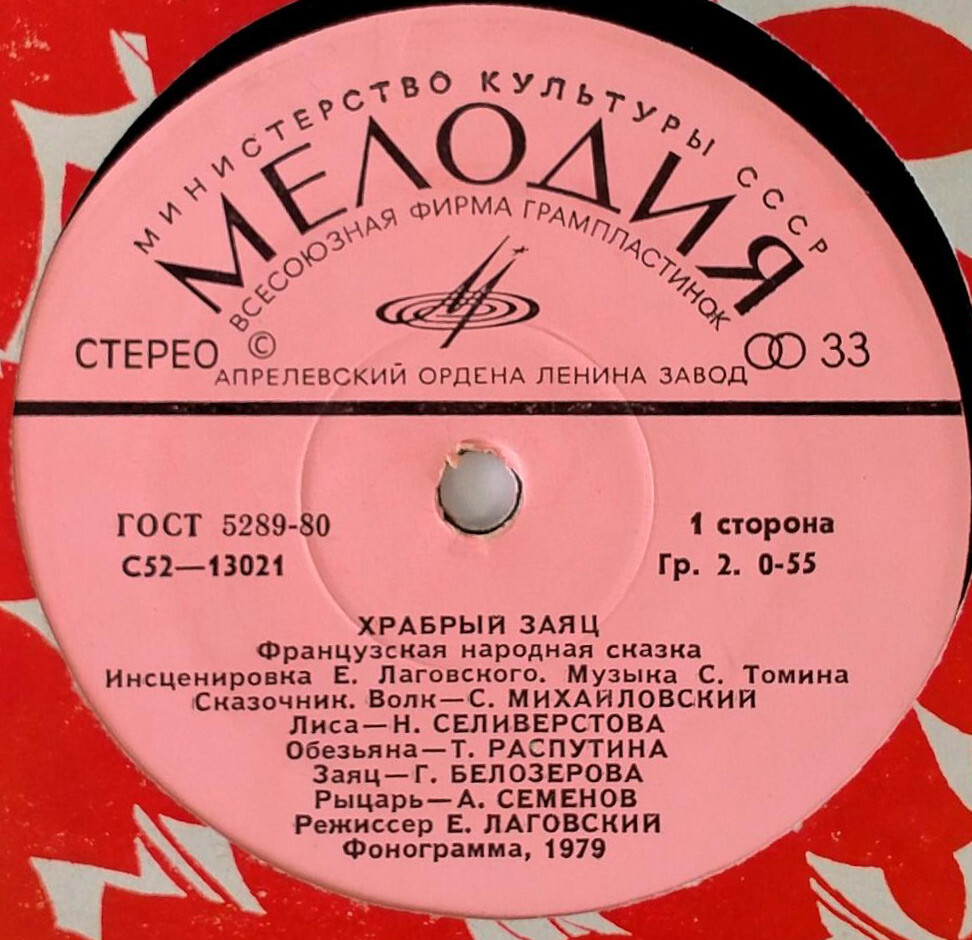 МИНИСТЕРСТВО КУЛЬТУРЫ СССР
МЕЛОДИЯ
ВСЕСОЮЗНАЯ ФИРМА ГРАМПЛАСТИНОК
СТЕРЕО © 33
АПРЕЛЕВСКИЙ ОРДЕНА ЛЕНИНА ЗАВОД
ГОСТ 5289-80 1 сторона
С52—13021 Гр. 2. 0-55
ХРАБРЫЙ ЗАЯЦ
Французская народная сказка
Инсценировка Е. Лаговского. Музыка С. Томина
Сказочник. Волк—С. МИХАЙЛОВСКИЙ
Лиса—Н. СЕЛИВЕРСТОВА
Обезьяна—Т. РАСПУТИНА
Заяц—Г. БЕЛОЗЕРОВА
Рыцарь—А. СЕМЕНОВ
Режиссер Е. ЛАГОВСКИЙ
Фонограмма, 1979